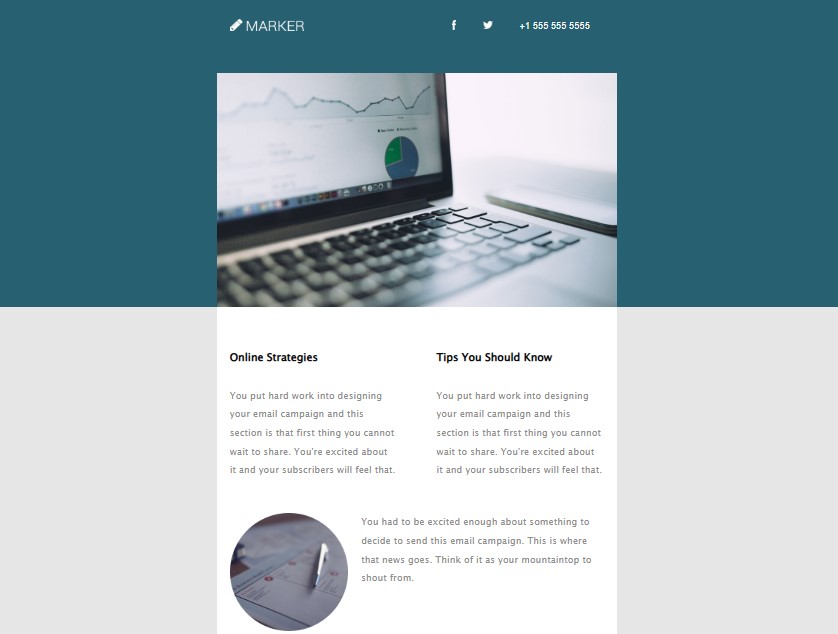 MARKER
+1 555 555 5555
Online Strategies
You put hard work into designing
your email campaign and this
section is that first thing you cannot
wait to share. You're excited about
it and your subscribers will feel that.
Tips You Should Know
You put hard work into designing
your email campaign and this
section is that first thing you cannot
wait to share. You're excited about
it and your subscribers will feel that.
You had to be excited enough about something to
decide to send this email campaign. This is where
that news goes. Think of it as your mountaintop to
shout from.